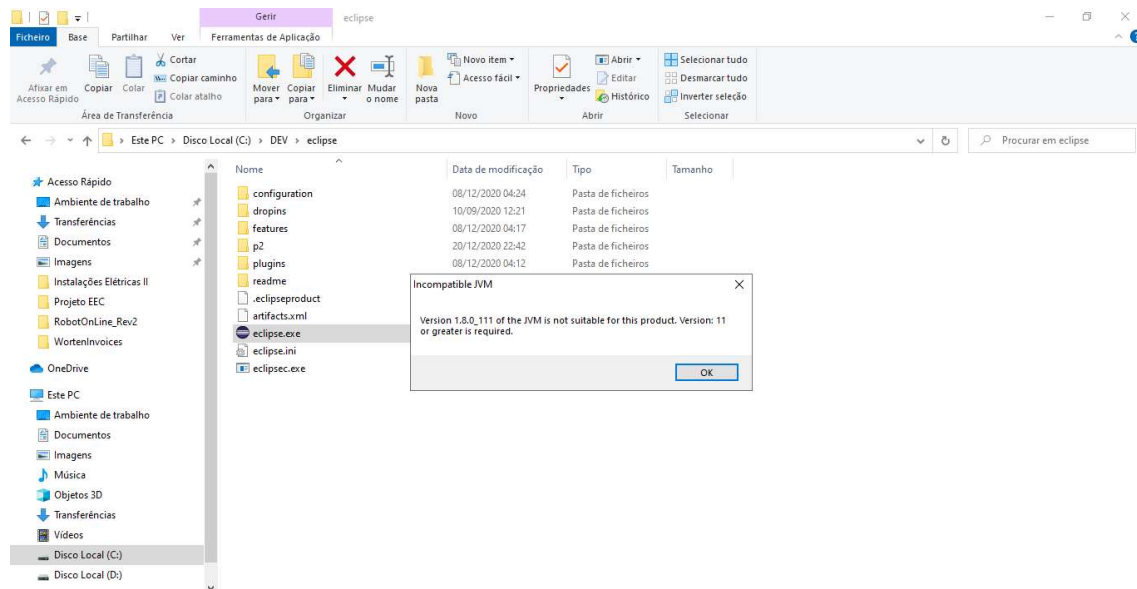 Gerir
eclipse
Ficheiro Base Partilhar Ver Ferramentas de Aplicação
Afixar em
Acesso Rápido
Copiar
Colar
Cortar
Copiar caminho
Colar atalho
Área de Transferência
Mover
para
Copiar
para
Eliminar
Mudar
o nome
Organizar
Nova
pasta
Novo item
Acesso fácil
Novo
Propriedades
Abrir
Editar
Histórico
Abrir
Selecionar tudo
Desmarcar tudo
Inverter seleção
Selecionar
Este PC > Disco Local (C:) > DEV > eclipse
Procurar em eclipse
Acesso Rápido
Ambiente de trabalho
Transferências
Documentos
Imagens
Instalações Elétricas II
Projeto EEC
RobotOnLine_Rev2
WortenInvoices
OneDrive
Este PC
Ambiente de trabalho
Documentos
Imagens
Música
Objetos 3D
Transferências
Vídeos
Disco Local (C:)
Disco Local (D:)
Nome Data de modificação Tipo Tamanho
configuration 08/12/2020 04:24 Pasta de ficheiros
dropins 10/09/2020 12:21 Pasta de ficheiros
features 08/12/2020 04:17 Pasta de ficheiros
p2 20/12/2020 22:42 Pasta de ficheiros
plugins 08/12/2020 04:12 Pasta de ficheiros
readme
.eclipseproduct
artifacts.xml
eclipse.exe
eclipse.ini
eclipsec.exe
Incompatible JVM
Version 1.8.0_111 of the JVM is not suitable for this product. Version: 11
or greater is required.
OK